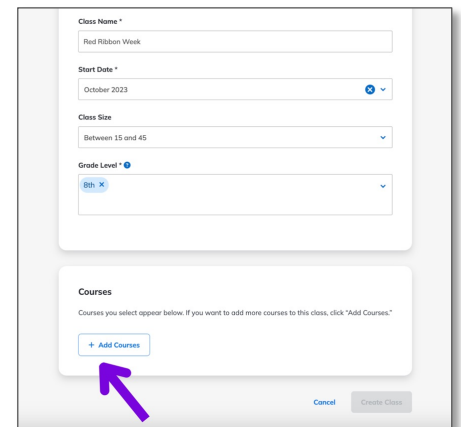 Class Name *
Red Ribbon Week
Start Date *
October 2023
Class Size
Between 15 and 45
Grade Level *
8th
Courses
Courses you select appear below. If you want to add more courses to this class, click "Add Courses."
+ Add Courses
Cancel Create Class